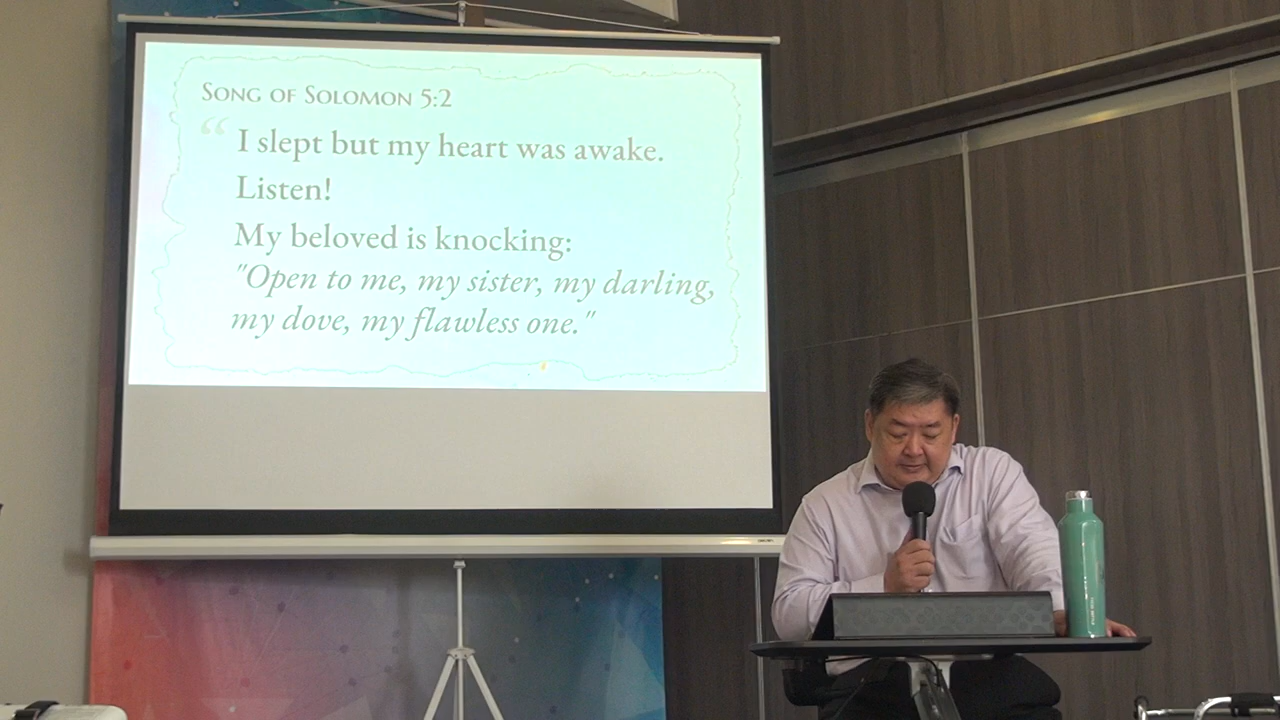 Song of Solomon 5:2
“ I slept but my heart was awake.
Listen!
My beloved is knocking:
"Open to me, my sister, my darling,
my dove, my flawless one."